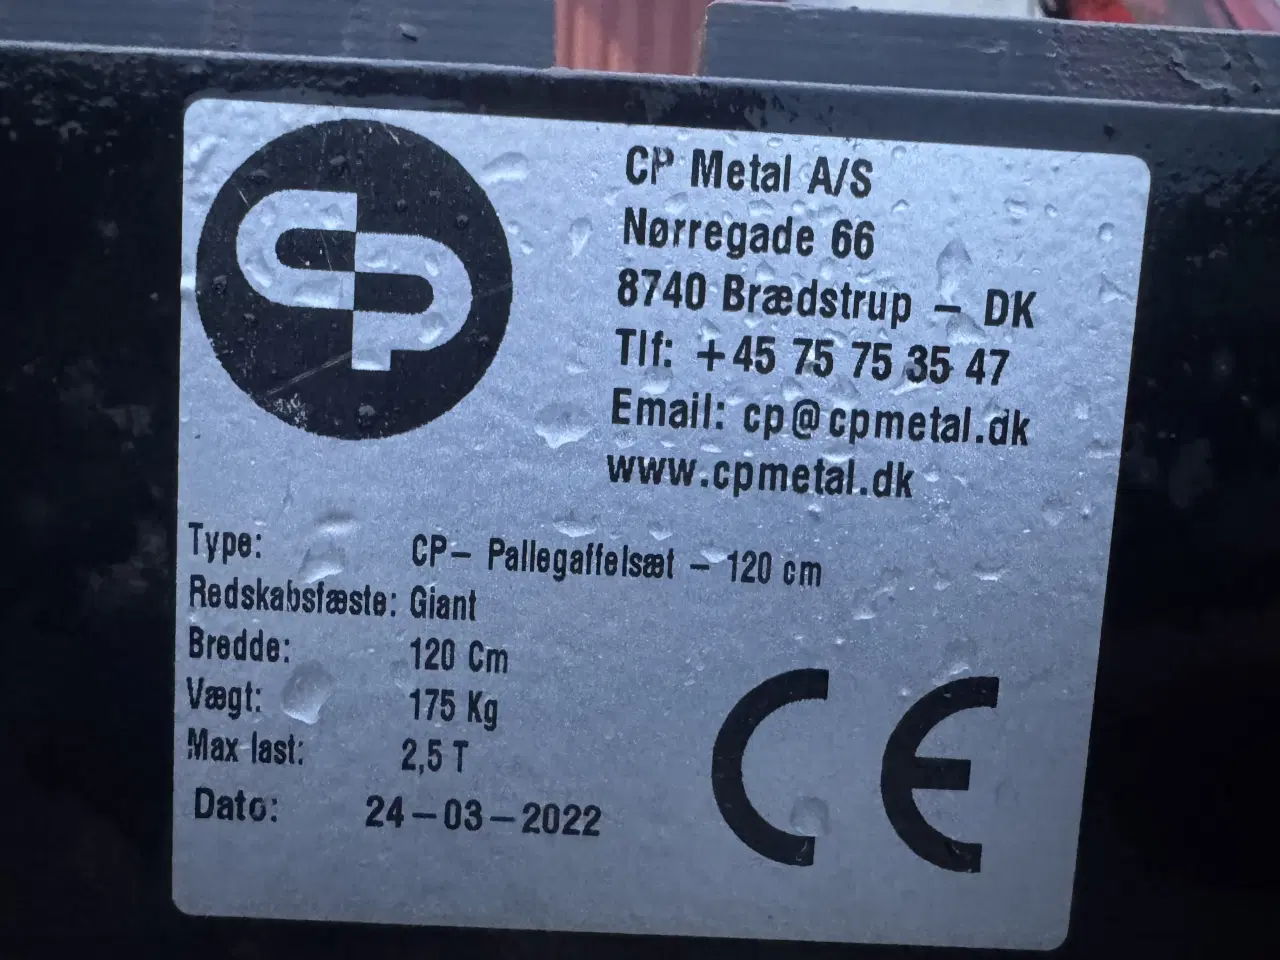 CP
CP Metal A/S
Nørregade 66
8740 Brædstrup - DK
Tlf: +45 75 75 35 47
Email: cp@cpmetal.dk
www.cpmetal.dk
Type: CP- Pallegaffelsæt - 120 cm
Redskabsfæste: Giant
Bredde: 120 Cm
Vægt: 175 Kg
Max last: 2,5 T
Dato: 24-03-2022
CE